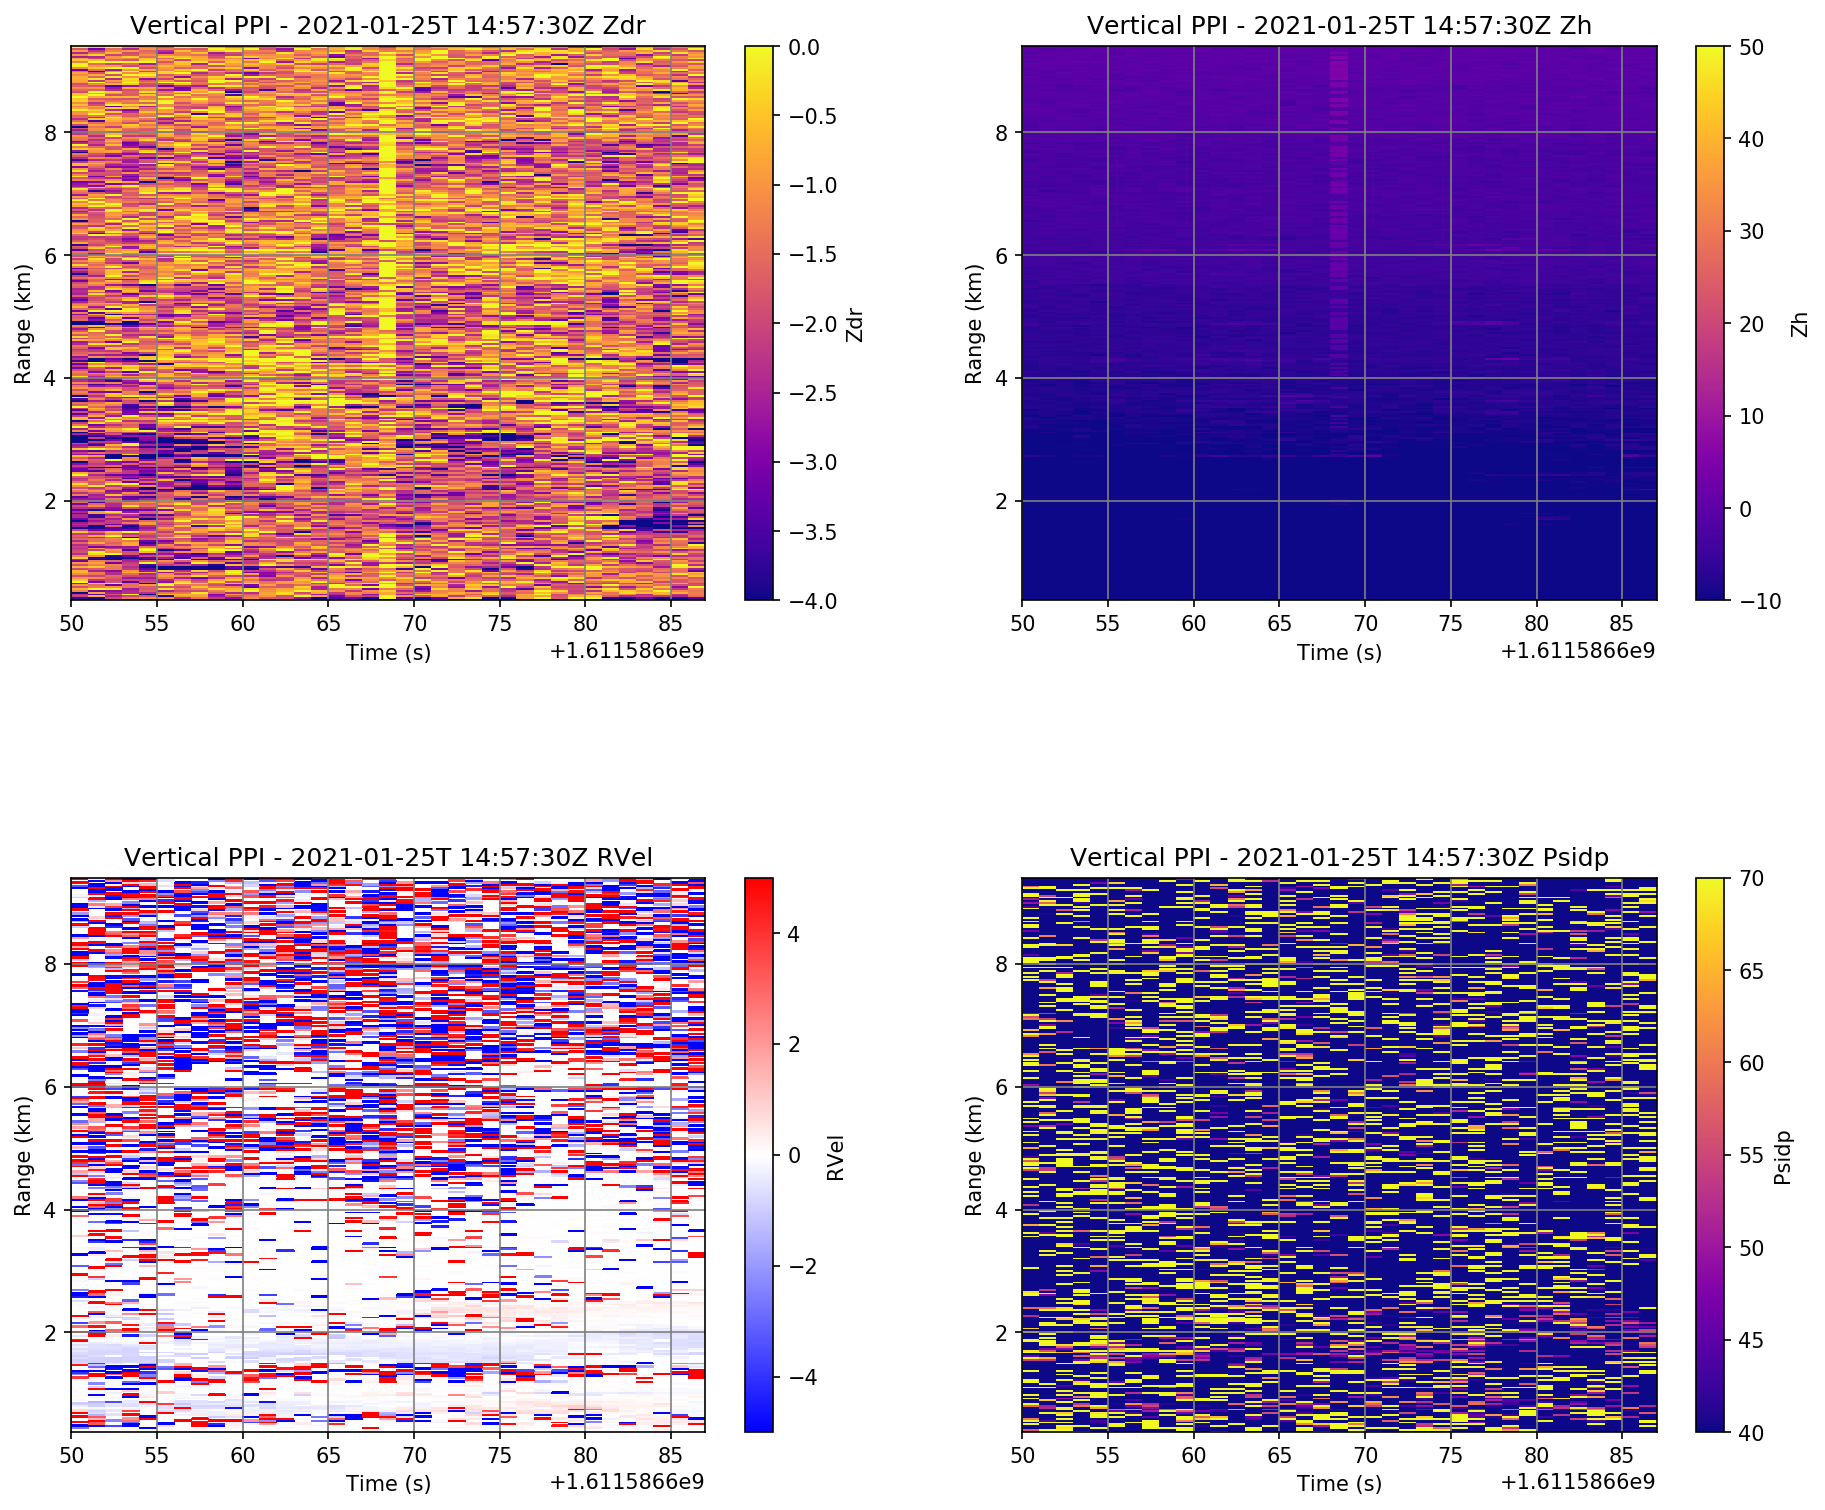 Vertical PPI - 2021-01-25T 14:57:30Z Zdr
Range (km)
8
6
4
2
50 55 60 65 70 75 80 85
Time (s)
+1.6115866e9
0.0
−0.5
−1.0
−1.5
−2.0
−2.5
−3.0
−3.5
−4.0
Zdr
Vertical PPI - 2021-01-25T 14:57:30Z Zh
Range (km)
8
6
4
2
50 55 60 65 70 75 80 85
Time (s)
+1.6115866e9
50
40
30
20
10
0
−10
Zh
Vertical PPI - 2021-01-25T 14:57:30Z RVel
Range (km)
8
6
4
2
50 55 60 65 70 75 80 85
Time (s)
+1.6115866e9
4
2
0
−2
−4
RVel
Vertical PPI - 2021-01-25T 14:57:30Z Psidp
Range (km)
8
6
4
2
50 55 60 65 70 75 80 85
Time (s)
+1.6115866e9
70
65
60
55
50
45
40
Psidp